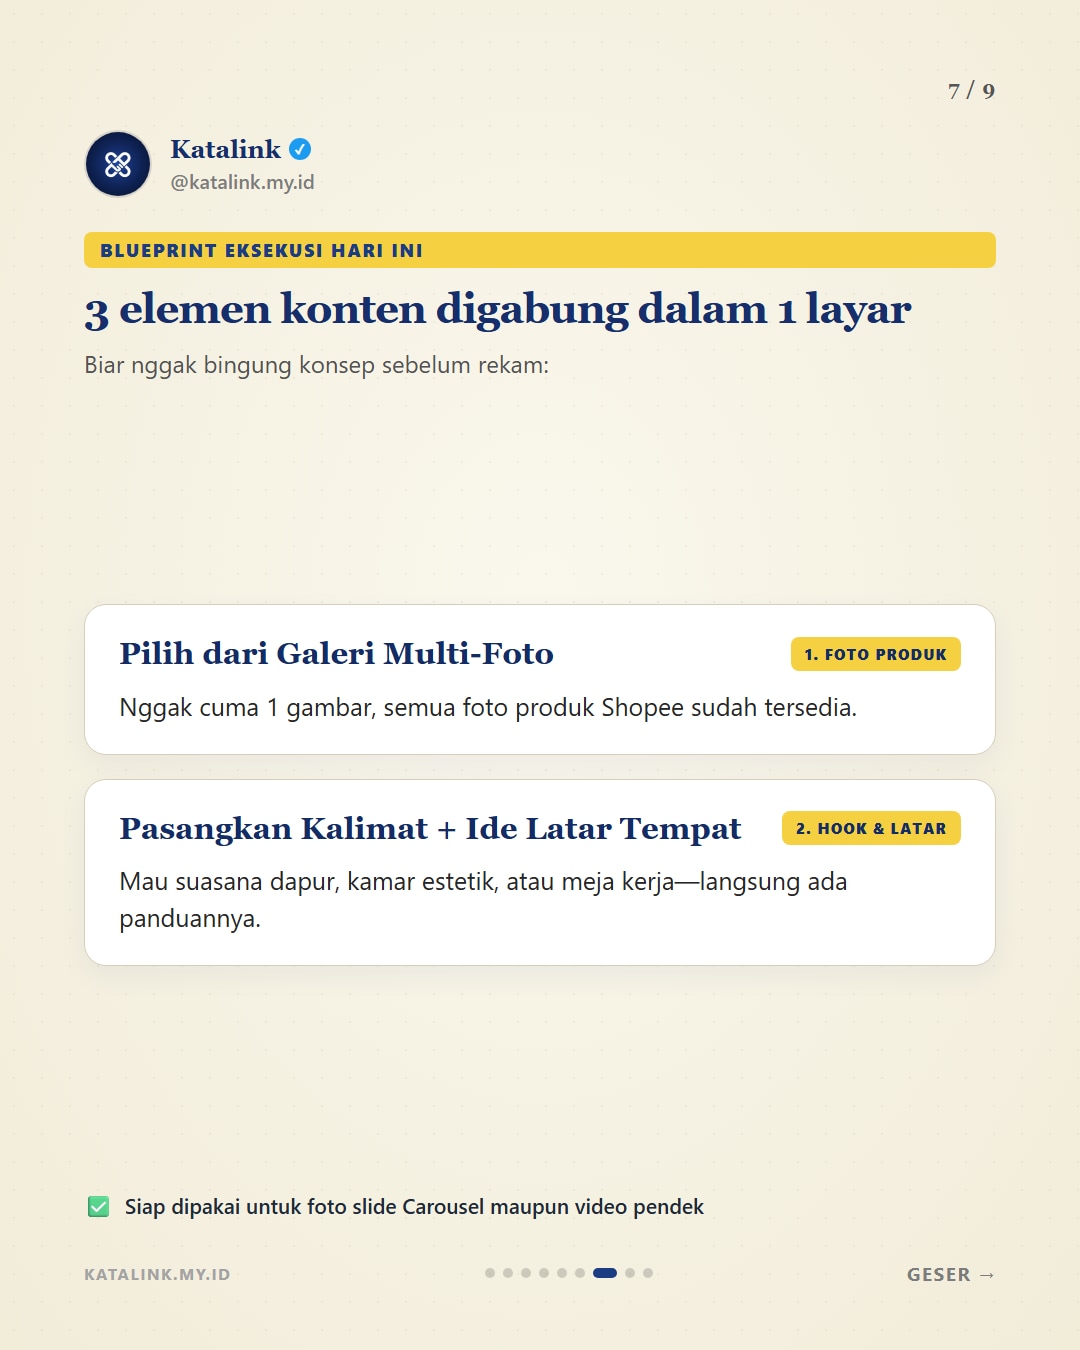 7 / 9
Katalink
@katalink.my.id
BLUEPRINT EKSEKUSI HARI INI
3 elemen konten digabung dalam 1 layar
Biar nggak bingung konsep sebelum rekam:
Pilih dari Galeri Multi-Foto
1. FOTO PRODUK
Nggak cuma 1 gambar, semua foto produk Shopee sudah tersedia.
Pasangkan Kalimat + Ide Latar Tempat
2. HOOK & LATAR
Mau suasana dapur, kamar estetik, atau meja kerja—langsung ada
panduannya.
Siap dipakai untuk foto slide Carousel maupun video pendek
KATALINK.MY.ID
GESER →